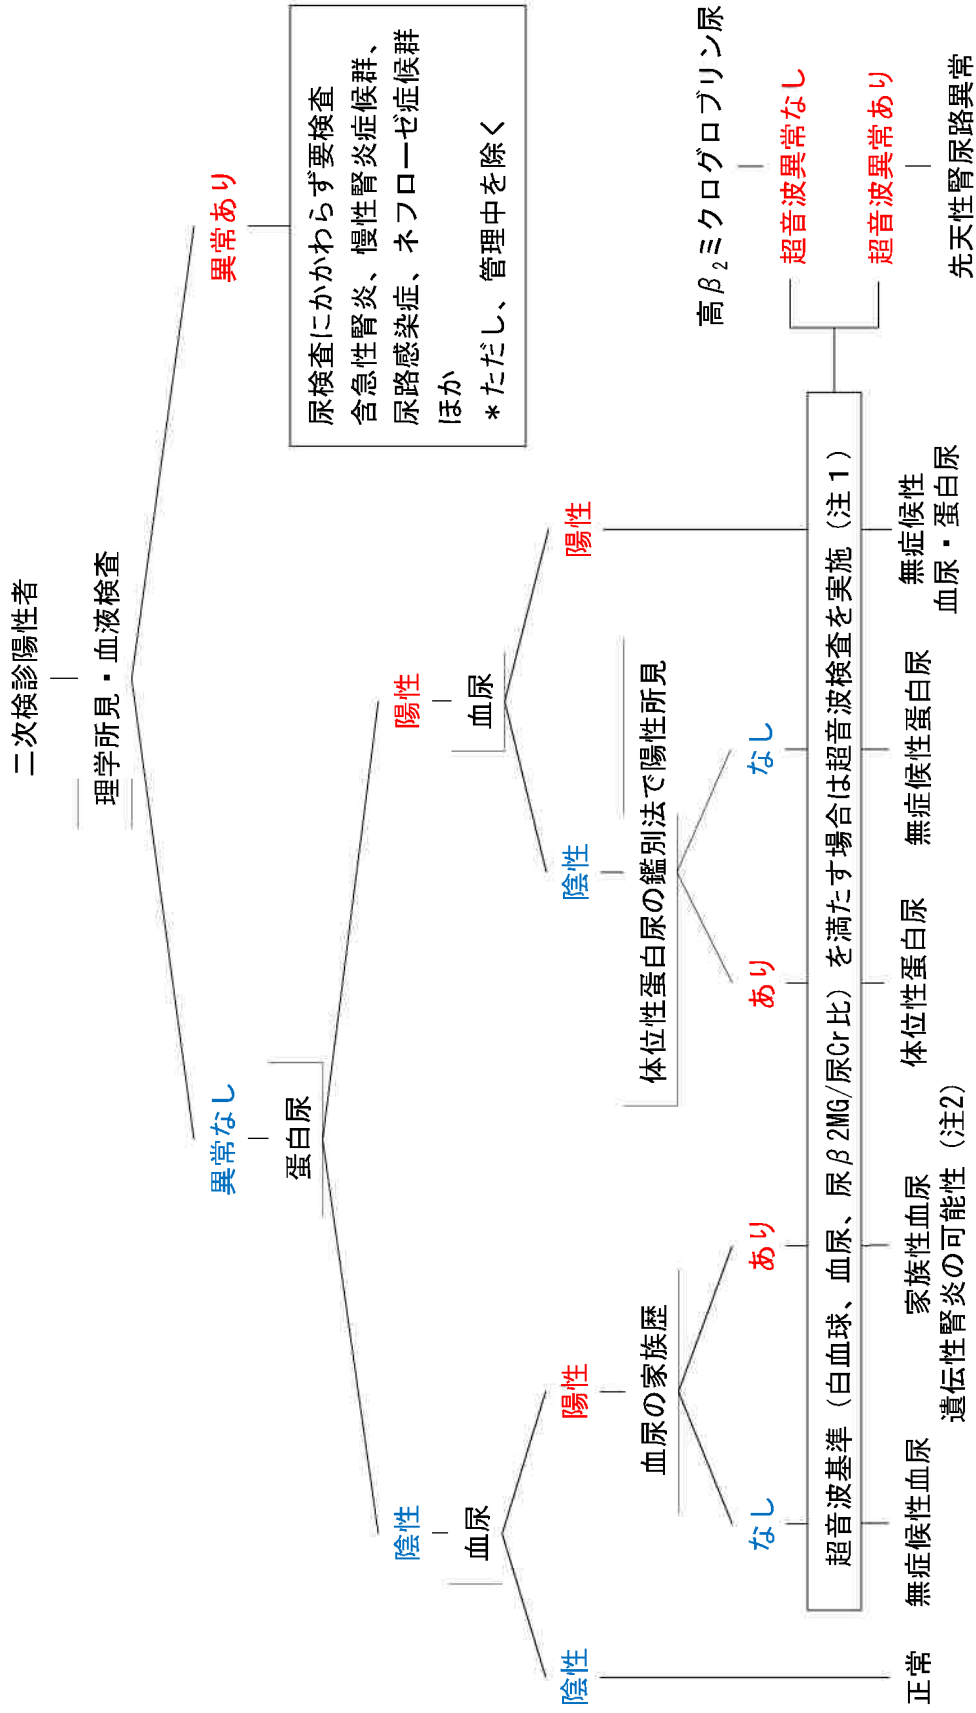 二次検診陽性者
理学所見・血液検査
異常なし
異常あり
蛋白尿
尿検査にかかわらず要検査
含急性腎炎、慢性腎炎症候群、
尿路感染症、ネフローゼ症候群
ほか
＊ただし、管理中を除く
陰性
陽性
血尿
血尿
陰性
陽性
陰性
陽性
血尿の家族歴
体位性蛋白尿の鑑別法で陽性所見
なし
あり
あり
なし
高β₂ミクログロブリン尿
超音波異常なし
超音波基準（白血球、血尿、尿β2MG/尿Cr比）を満たす場合は超音波検査を実施（注１）
超音波異常あり
先天性腎尿路異常
正常
無症候性血尿
家族性血尿
遺伝性腎炎の可能性（注2）
体位性蛋白尿
無症候性蛋白尿
無症候性
血尿・蛋白尿